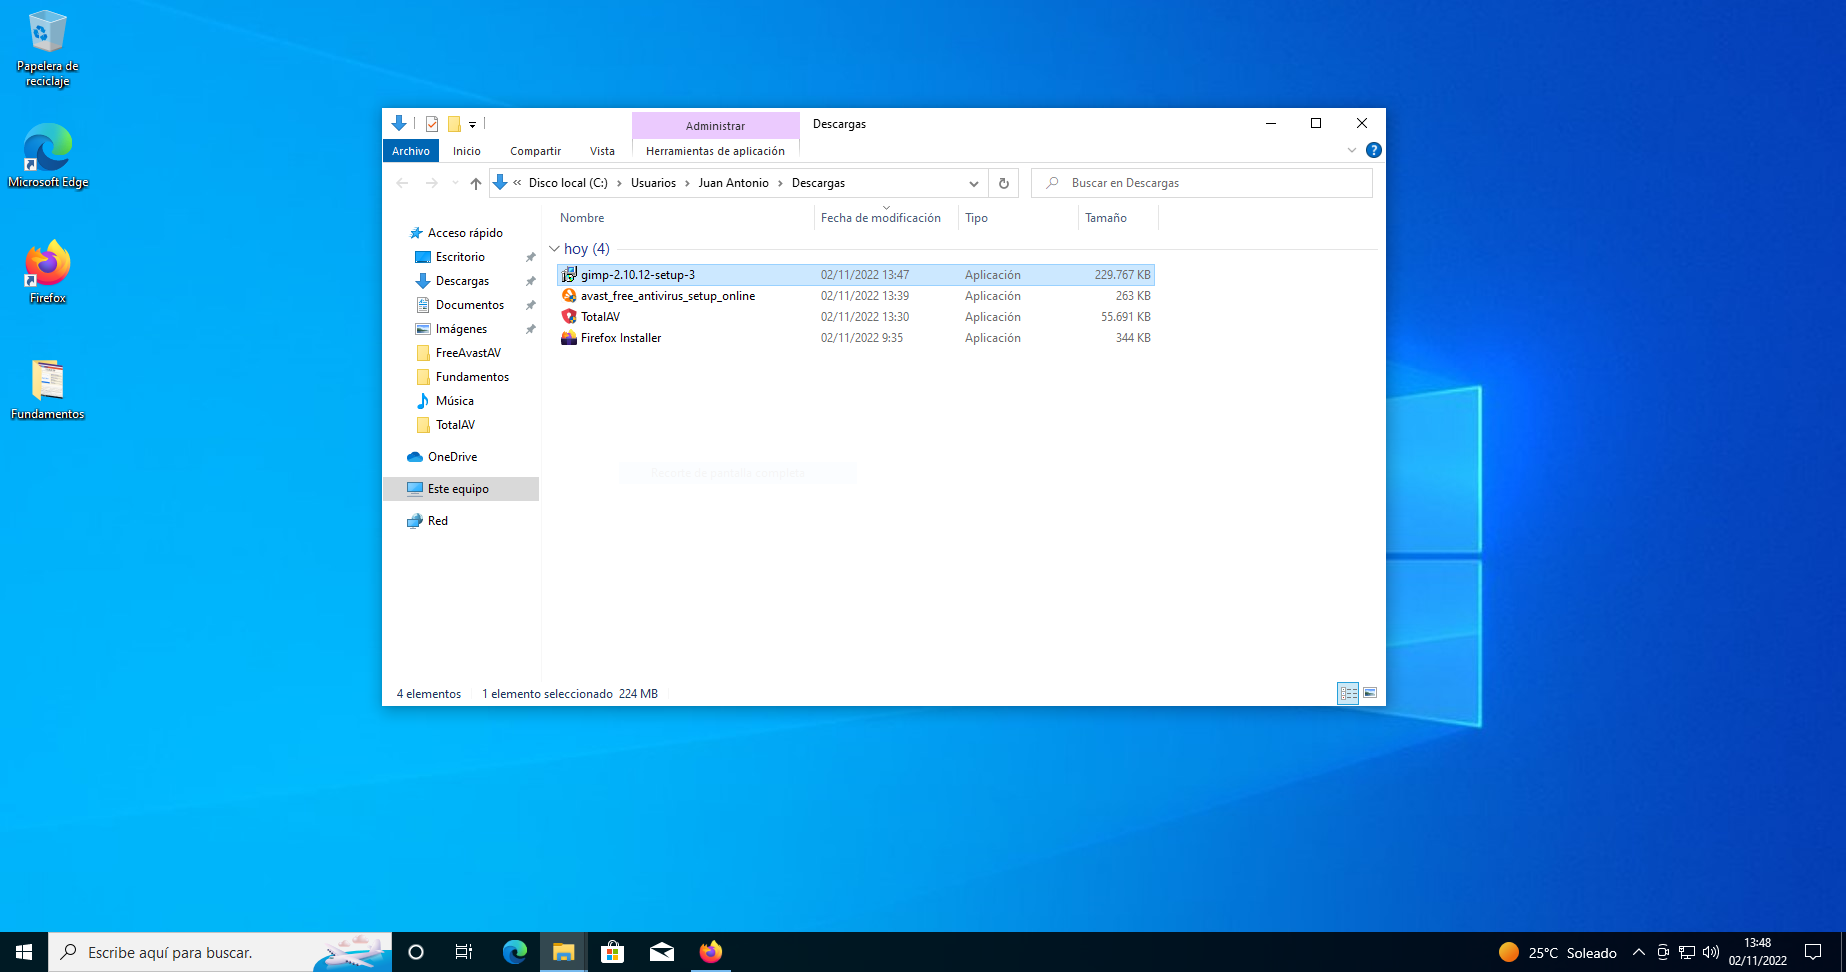 Papelera de
reciclaje
Microsoft Edge
Firefox
Fundamentos
Administrar
Descargas
Archivo
Inicio
Compartir
Vista
Herramientas de aplicación
« Disco local (C:) > Usuarios > Juan Antonio > Descargas
Buscar en Descargas
Acceso rápido
Escritorio
Descargas
Documentos
Imágenes
FreeAvastAV
Fundamentos
Música
TotalAV
OneDrive
Este equipo
Red
Nombre Fecha de modificación Tipo Tamaño
hoy (4)
gimp-2.10.12-setup-3 02/11/2022 13:47 Aplicación 229.767 KB
avast_free_antivirus_setup_online 02/11/2022 13:39 Aplicación 263 KB
TotalAV 02/11/2022 13:30 Aplicación 55.691 KB
Firefox Installer 02/11/2022 9:35 Aplicación 344 KB
Recorte de pantalla completa
4 elementos 1 elemento seleccionado 224 MB
Escribe aquí para buscar.
25°C Soleado
13:48
02/11/2022